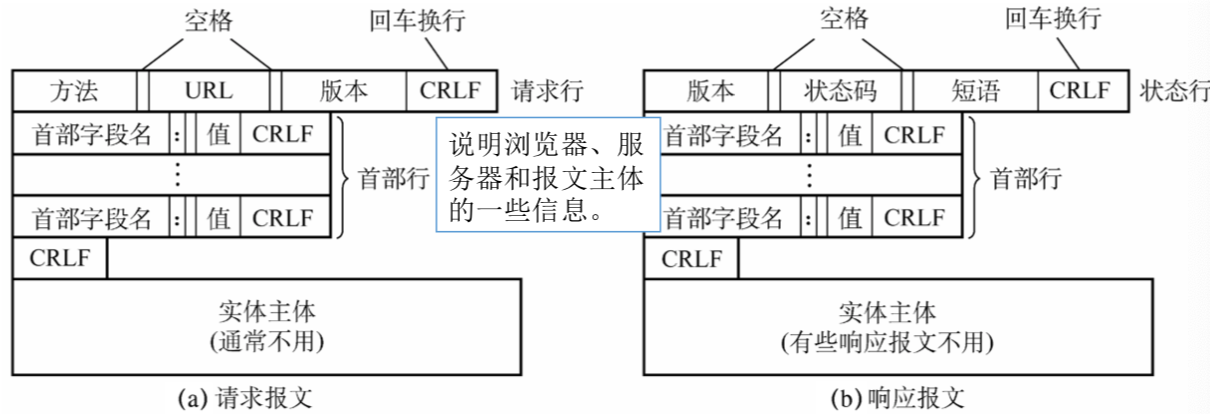 空格 回车换行
方法 URL 版本 CRLF 请求行
首部字段名 : 值 CRLF
⋮
首部字段名 : 值 CRLF
首部行
CRLF
实体主体
(通常不用)
(a) 请求报文
说明浏览器、服
务器和报文主体
的一些信息。
空格 回车换行
版本 状态码 短语 CRLF 状态行
首部字段名 : 值 CRLF
⋮
首部字段名 : 值 CRLF
首部行
CRLF
实体主体
(有些响应报文不用)
(b) 响应报文